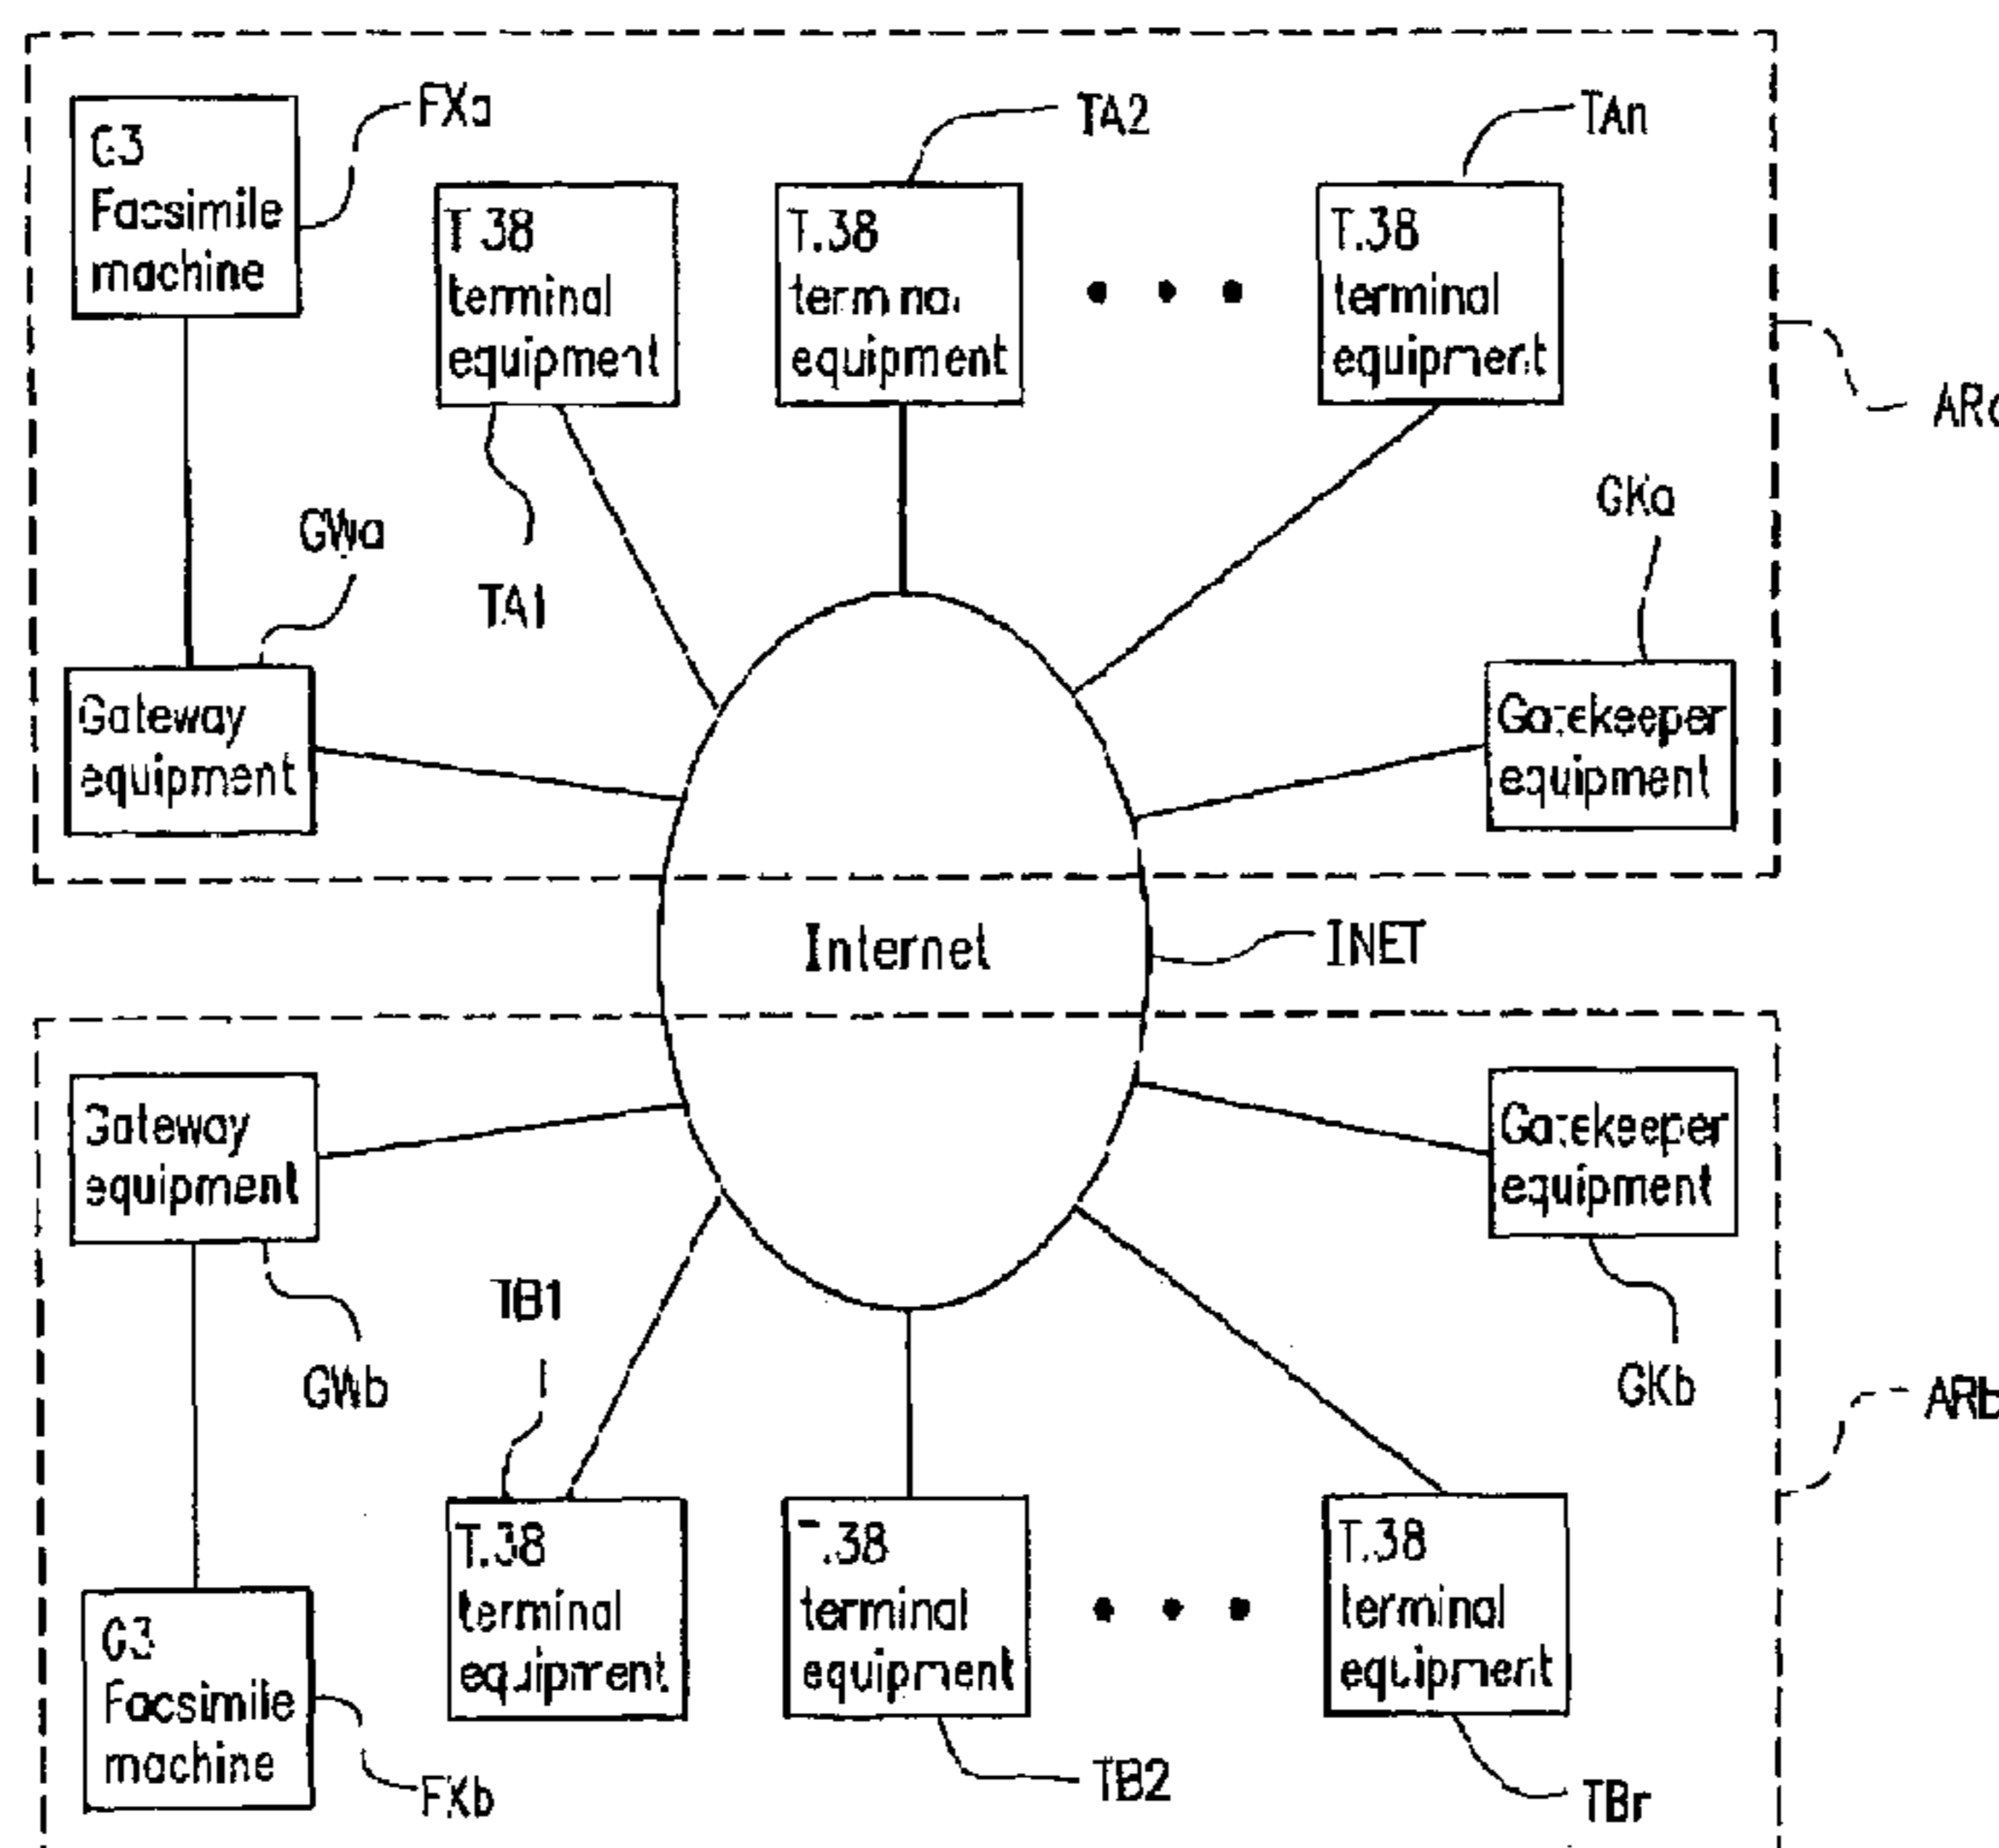 G3
Facsimile
machine
FXa
T.38
terminal
equipment
TA1
T.38
terminal
equipment
TA2
T.38
terminal
equipment
TAn
ARa
GWa
Gateway
equipment
GKa
Gatekeeper
equipment
Internet
INET
Gateway
equipment
GWb
Gatekeeper
equipment
GKb
ARb
TB1
T.38
terminal
equipment
T.38
terminal
equipment
TB2
T.38
terminal
equipment
TBr
G3
Facsimile
machine
FXb